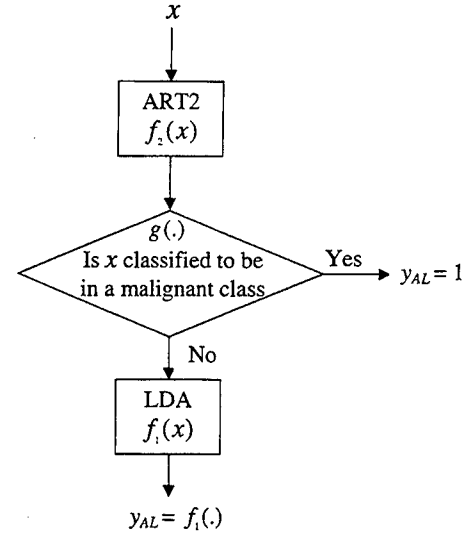 x
ART2
f₂(x)
g(.)
Is x classified to be
in a malignant class
Yes
y_AL = 1
No
LDA
f₁(x)
y_AL = f₁(.)